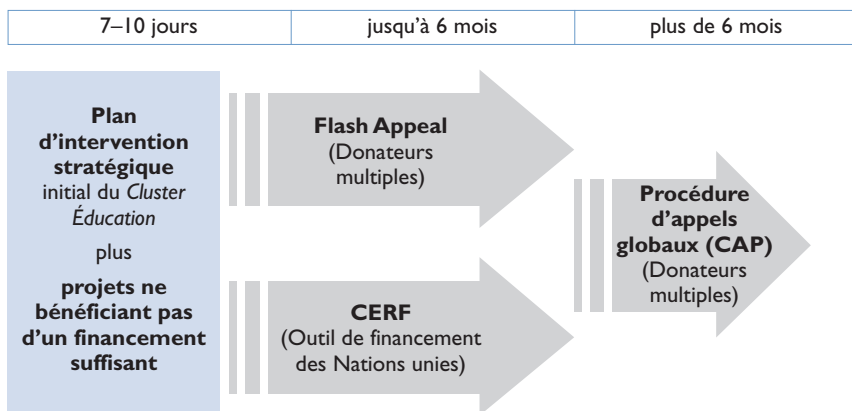 7–10 jours
jusqu'à 6 mois
plus de 6 mois
Plan
d'intervention
stratégique
initial du Cluster
Éducation
plus
projets ne
bénéficiant pas
d'un financement
suffisant
Flash Appeal
(Donateurs
multiples)
CERF
(Outil de financement
des Nations unies)
Procédure
d'appels
globaux (CAP)
(Donateurs
multiples)